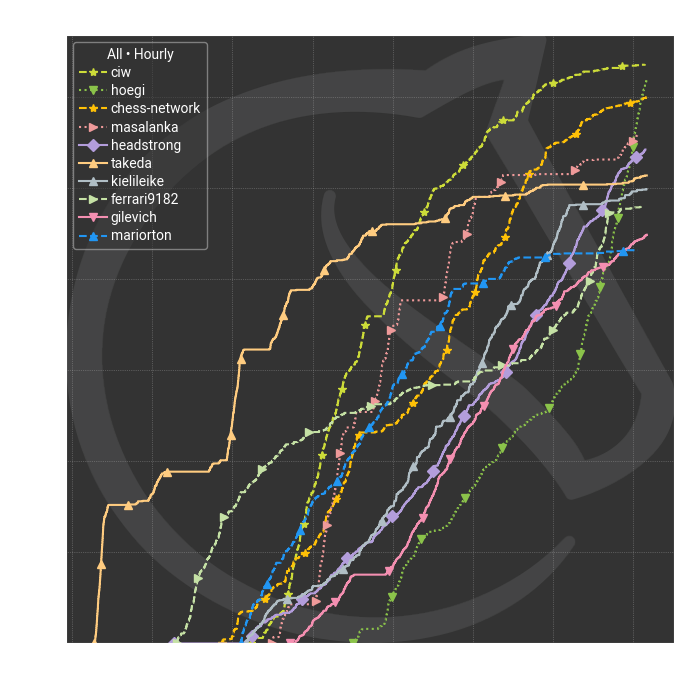 All • Hourly
ciw
hoegi
chess-network
masalanka
headstrong
takeda
kielileike
ferrari9182
gilevich
mariorton